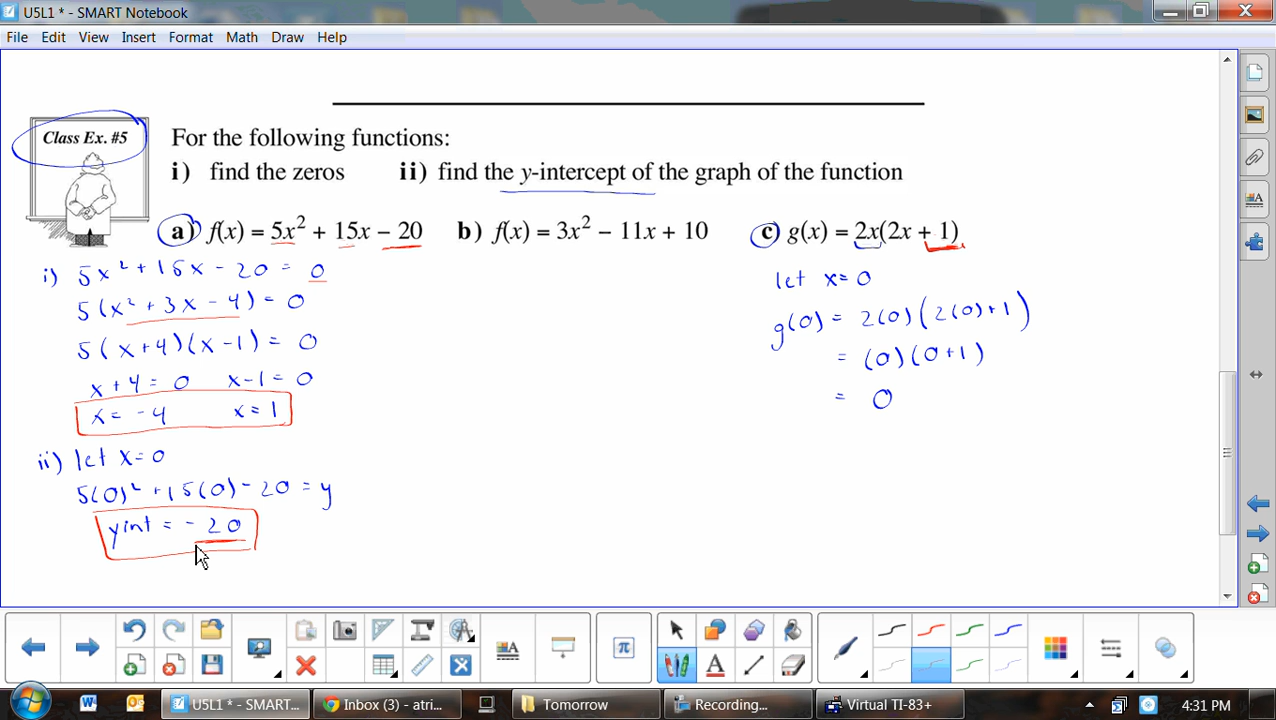 U5L1 * - SMART Notebook
File Edit View Insert Format Math Draw Help
Class Ex. #5
For the following functions:
i) find the zeros ii) find the y-intercept of the graph of the function
a) f(x) = 5x² + 15x − 20 b) f(x) = 3x² − 11x + 10 c) g(x) = 2x(2x + 1)
i) 5x² + 15x - 20 = 0
5(x² + 3x - 4) = 0
5(x+4)(x-1) = 0
x+4 = 0 x-1 = 0
x = -4 x = 1
ii) let x = 0
5(0)² + 15(0) - 20 = y
yint = -20
let x = 0
g(0) = 2(0)(2(0)+1)
= (0)(0+1)
= 0
π
A
U5L1 * - SMART...
Inbox (3) - atri...
Tomorrow
Recording...
Virtual TI-83+
4:31 PM